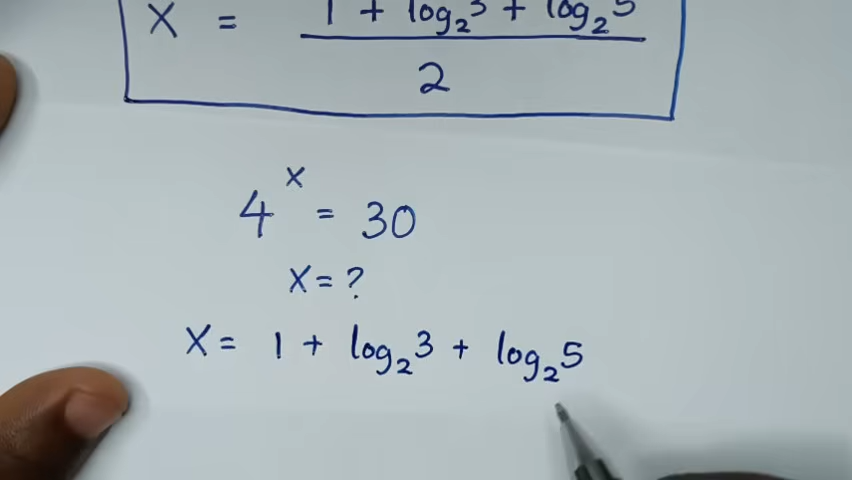 X = 1 + log₂3 + log₂5
2
4ˣ = 30
X = ?
X = 1 + log₂3 + log₂5